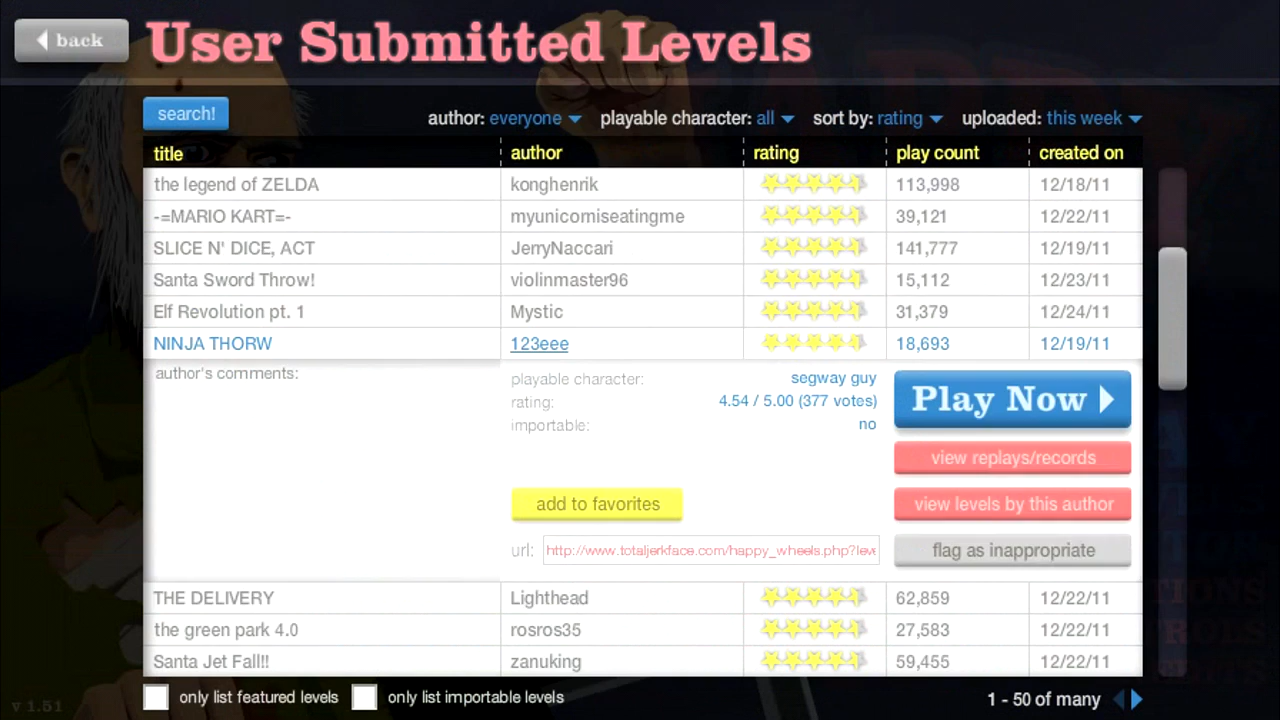 back
User Submitted Levels
search!
author: everyone playable character: all sort by: rating uploaded: this week
title author rating play count created on
the legend of ZELDA konghenrik 113,998 12/18/11
-=MARIO KART=- myunicorniseatingme 39,121 12/22/11
SLICE N' DICE, ACT JerryNaccari 141,777 12/19/11
Santa Sword Throw! violinmaster96 15,112 12/23/11
Elf Revolution pt. 1 Mystic 31,379 12/24/11
NINJA THORW 123eee 18,693 12/19/11
author's comments:
playable character: segway guy
rating: 4.54 / 5.00 (377 votes)
importable: no
Play Now
view replays/records
add to favorites
view levels by this author
url: http://www.totaljerkface.com/happy_wheels.php?leve
flag as inappropriate
THE DELIVERY Lighthead 62,859 12/22/11
the green park 4.0 rosros35 27,583 12/22/11
Santa Jet Fall!! zanuking 59,455 12/22/11
only list featured levels only list importable levels
1 - 50 of many
v 1.51